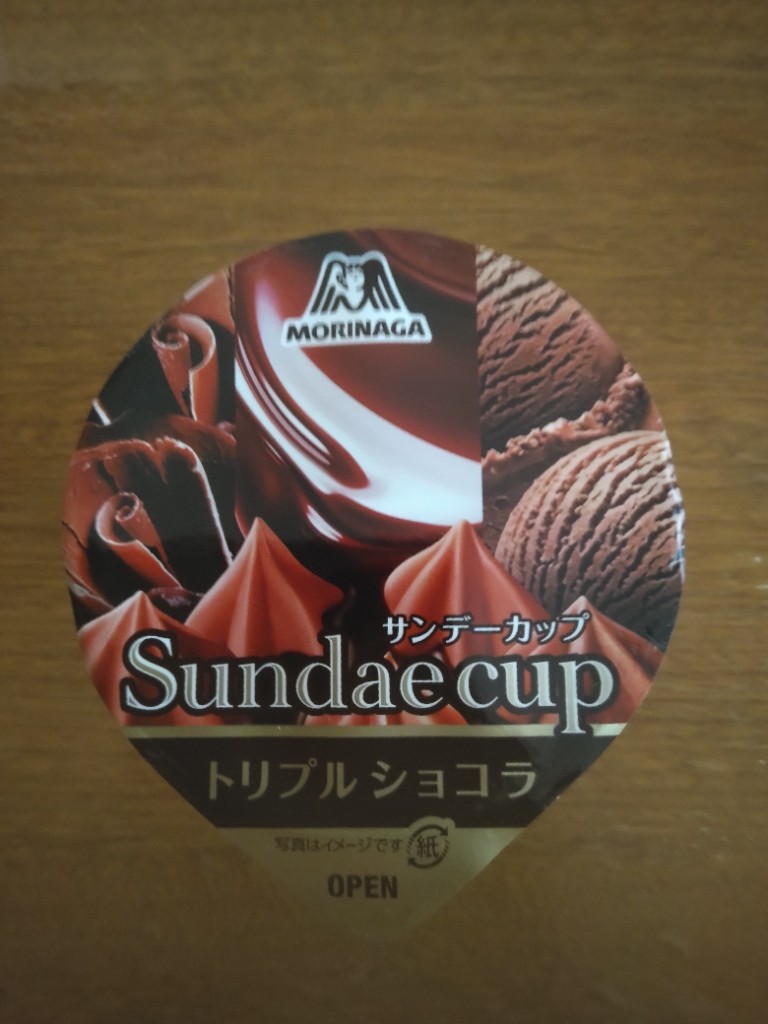 MORINAGA
サンデーカップ
Sundae cup
トリプル ショコラ
写真はイメージです 紙
OPEN